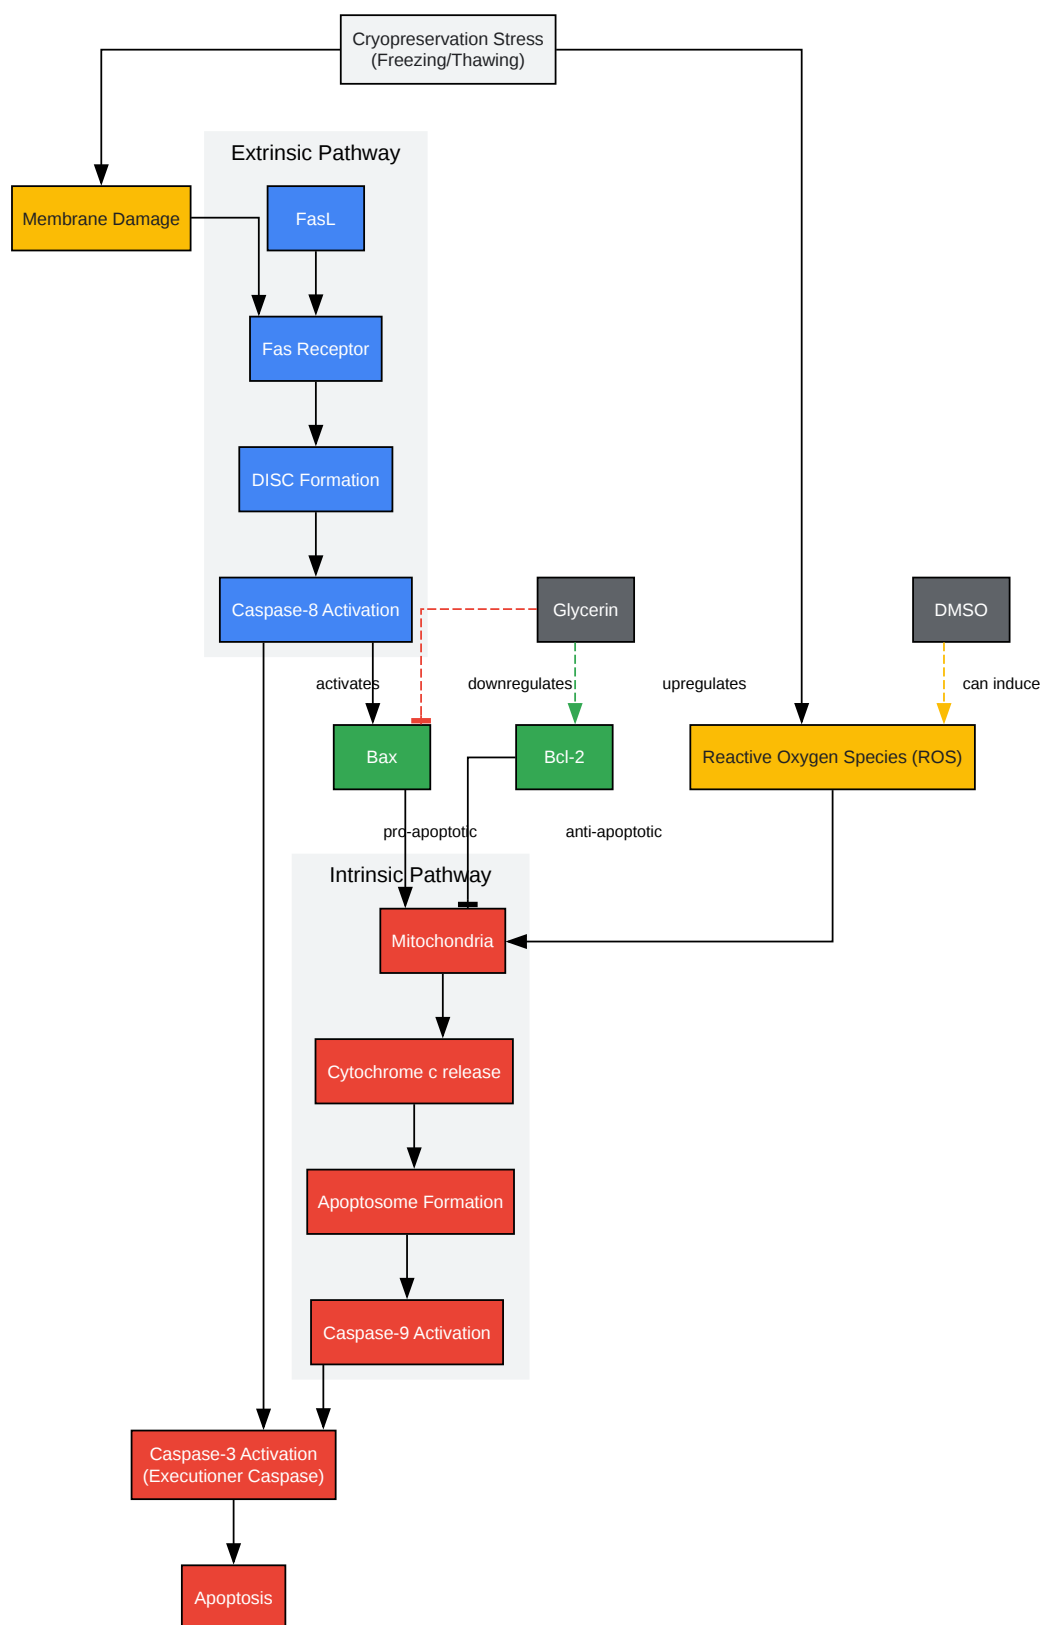 Cryopreservation Stress
(Freezing/Thawing)
Extrinsic Pathway
Membrane Damage
FasL
Fas Receptor
DISC Formation
Caspase-8 Activation
Glycerin
DMSO
activates
downregulates
upregulates
can induce
Bax
Bcl-2
Reactive Oxygen Species (ROS)
pro-apoptotic
anti-apoptotic
Intrinsic Pathway
Mitochondria
Cytochrome c release
Apoptosome Formation
Caspase-9 Activation
Caspase-3 Activation
(Executioner Caspase)
Apoptosis